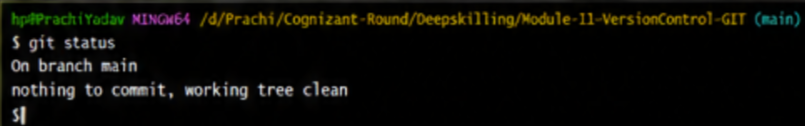 hp@PrachiYadav MINGW64 /d/Prachi/Cognizant-Round/Deepskilling/Module-11-VersionControl-GIT (main)
$ git status
On branch main
nothing to commit, working tree clean
$